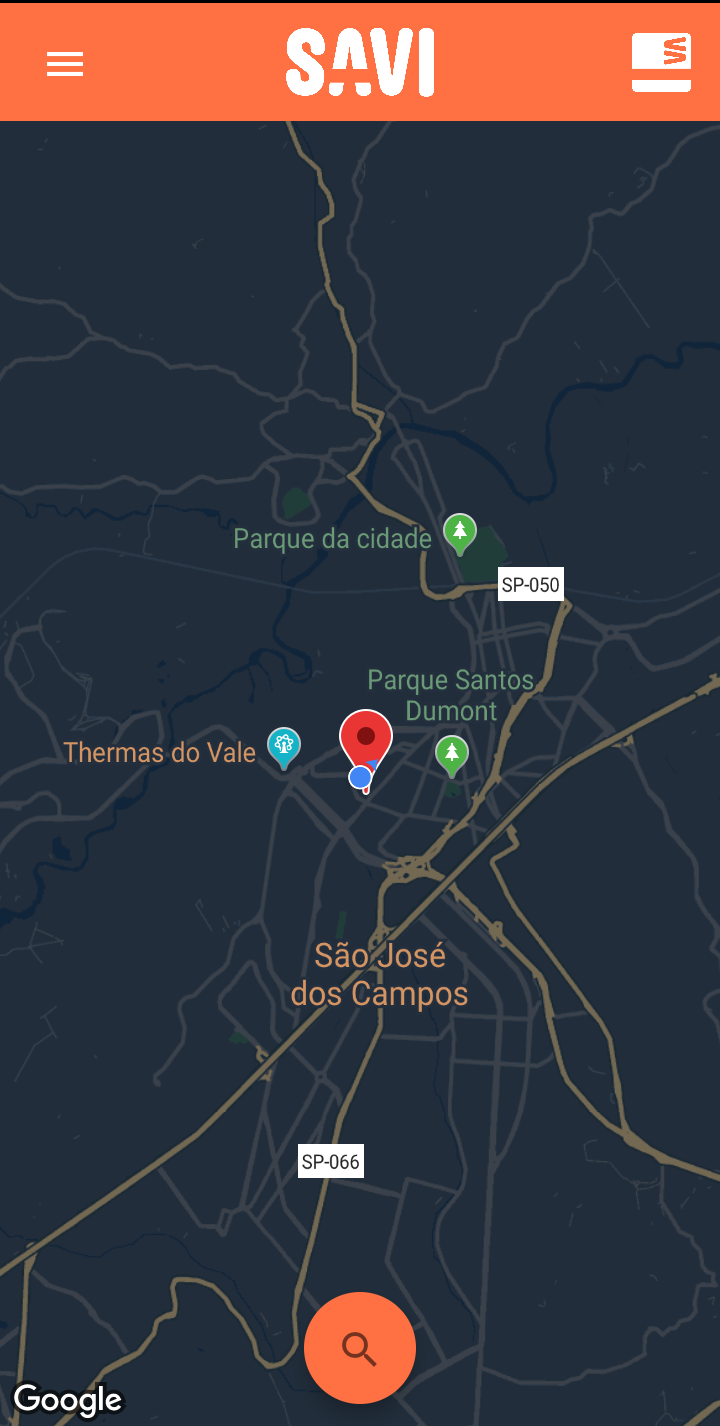 SAVI
Parque da cidade
SP-050
Parque Santos
Dumont
Thermas do Vale
São José
dos Campos
SP-066
Google